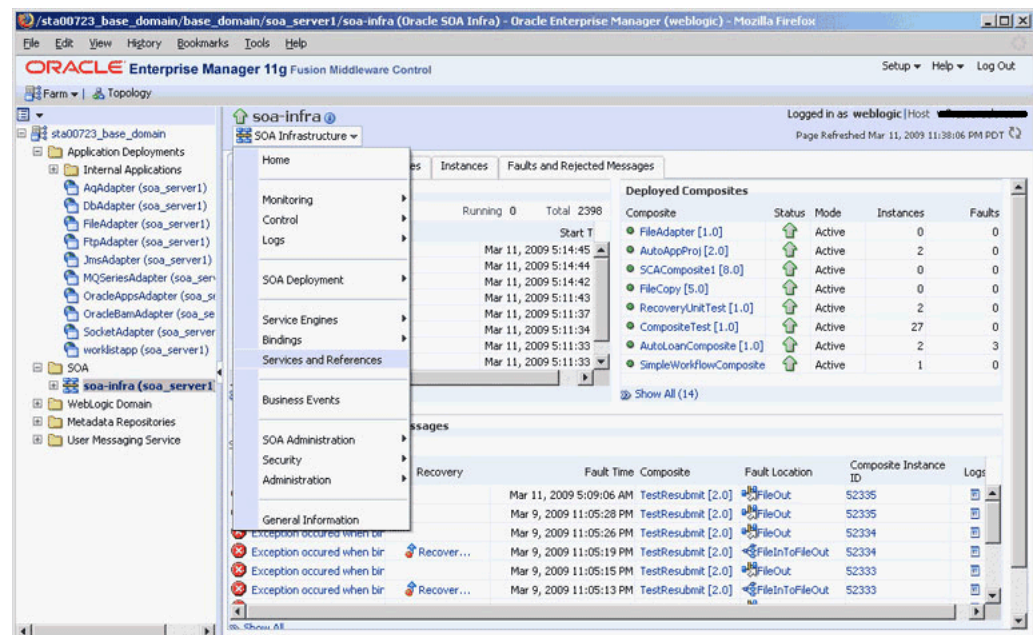 /sta00723_base_domain/base_domain/soa_server1/soa-infra (Oracle SOA Infra) - Oracle Enterprise Manager (weblogic) - Mozilla Firefox
File Edit View History Bookmarks Tools Help
ORACLE Enterprise Manager 11g Fusion Middleware Control
Setup Help Log Out
Farm Topology
sta00723_base_domain
Application Deployments
Internal Applications
AqAdapter (soa_server1)
DbAdapter (soa_server1)
FileAdapter (soa_server1)
FtpAdapter (soa_server1)
JmsAdapter (soa_server1)
MQSeriesAdapter (soa_serv
OracleAppsAdapter (soa_se
OracleBamAdapter (soa_se
SocketAdapter (soa_server
worklistapp (soa_server1)
SOA
soa-infra (soa_server1
WebLogic Domain
Metadata Repositories
User Messaging Service
soa-infra
SOA Infrastructure
Logged in as weblogic|Host
Page Refreshed Mar 11, 2009 11:38:06 PM PDT
Home
Monitoring
Control
Logs
SOA Deployment
Service Engines
Bindings
Services and References
Business Events
SOA Administration
Security
Administration
General Information
es Instances Faults and Rejected Messages
Running 0 Total 2398
Start T
Mar 11, 2009 5:14:45
Mar 11, 2009 5:14:44
Mar 11, 2009 5:14:42
Mar 11, 2009 5:11:43
Mar 11, 2009 5:11:37
Mar 11, 2009 5:11:34
Mar 11, 2009 5:11:33
Mar 11, 2009 5:11:33
Deployed Composites
Composite Status Mode Instances Faults
FileAdapter [1.0] Active 0 0
AutoAppProj [2.0] Active 2 0
SCAComposite1 [8.0] Active 0 0
FileCopy [5.0] Active 0 0
RecoveryUnitTest [1.0] Active 2 0
CompositeTest [1.0] Active 27 0
AutoLoanComposite [1.0] Active 2 3
SimpleWorkflowComposite Active 1 0
Show All (14)
ssages
Recovery Fault Time Composite Fault Location Composite Instance ID Logs
Mar 11, 2009 5:09:06 AM TestResubmit [2.0] FileOut 52335
Mar 9, 2009 11:05:28 PM TestResubmit [2.0] FileOut 52335
Exception occured when bir Mar 9, 2009 11:05:26 PM TestResubmit [2.0] FileOut 52334
Exception occured when bir Recover... Mar 9, 2009 11:05:19 PM TestResubmit [2.0] FileInToFileOut 52334
Exception occured when bir Mar 9, 2009 11:05:15 PM TestResubmit [2.0] FileOut 52333
Exception occured when bir Recover... Mar 9, 2009 11:05:13 PM TestResubmit [2.0] FileInToFileOut 52333
Show All